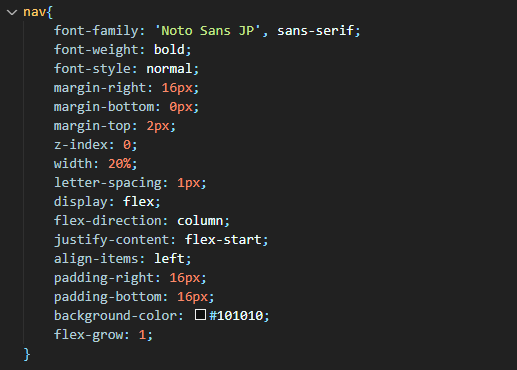 nav{
font-family: 'Noto Sans JP', sans-serif;
font-weight: bold;
font-style: normal;
margin-right: 16px;
margin-bottom: 0px;
margin-top: 2px;
z-index: 0;
width: 20%;
letter-spacing: 1px;
display: flex;
flex-direction: column;
justify-content: flex-start;
align-items: left;
padding-right: 16px;
padding-bottom: 16px;
background-color: #101010;
flex-grow: 1;
}